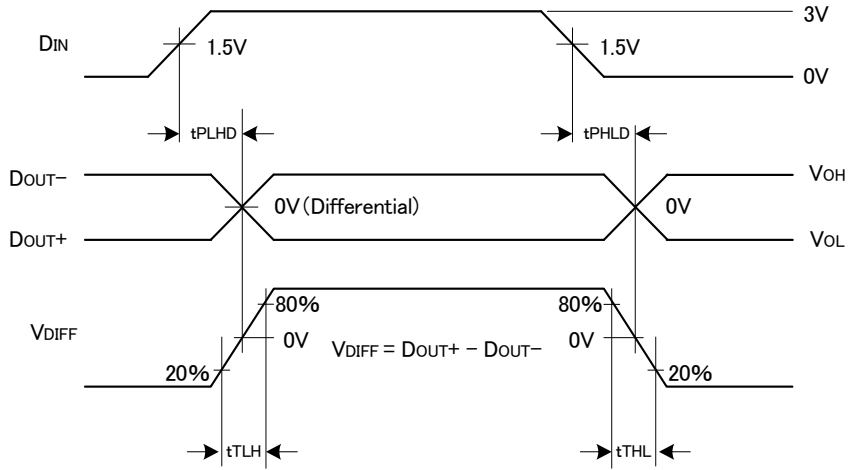 3V
DIN
1.5V
1.5V
0V
tPLHD
tPHLD
DOUT−
VOH
0V (Differential)
0V
DOUT+
VOL
80%
80%
VDIFF
0V
VDIFF = DOUT+ − DOUT−
0V
20%
20%
tTLH
tTHL